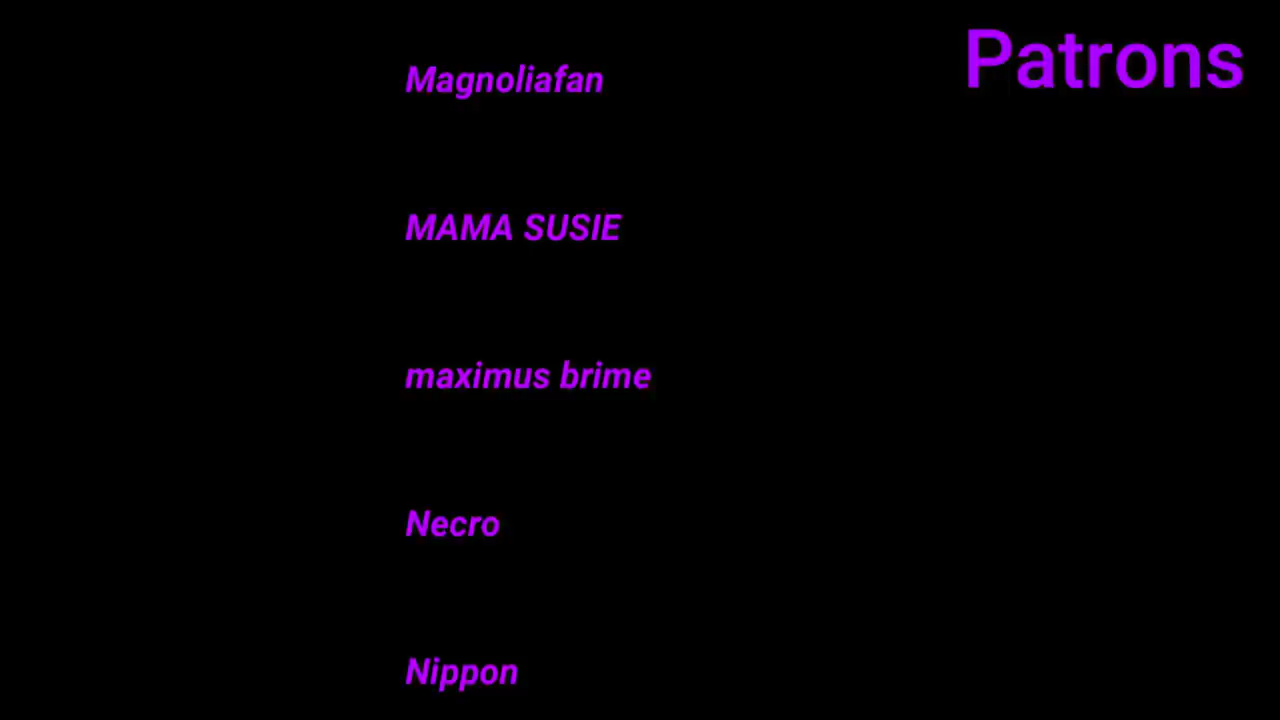 Patrons
Magnoliafan
MAMA SUSIE
maximus brime
Necro
Nippon